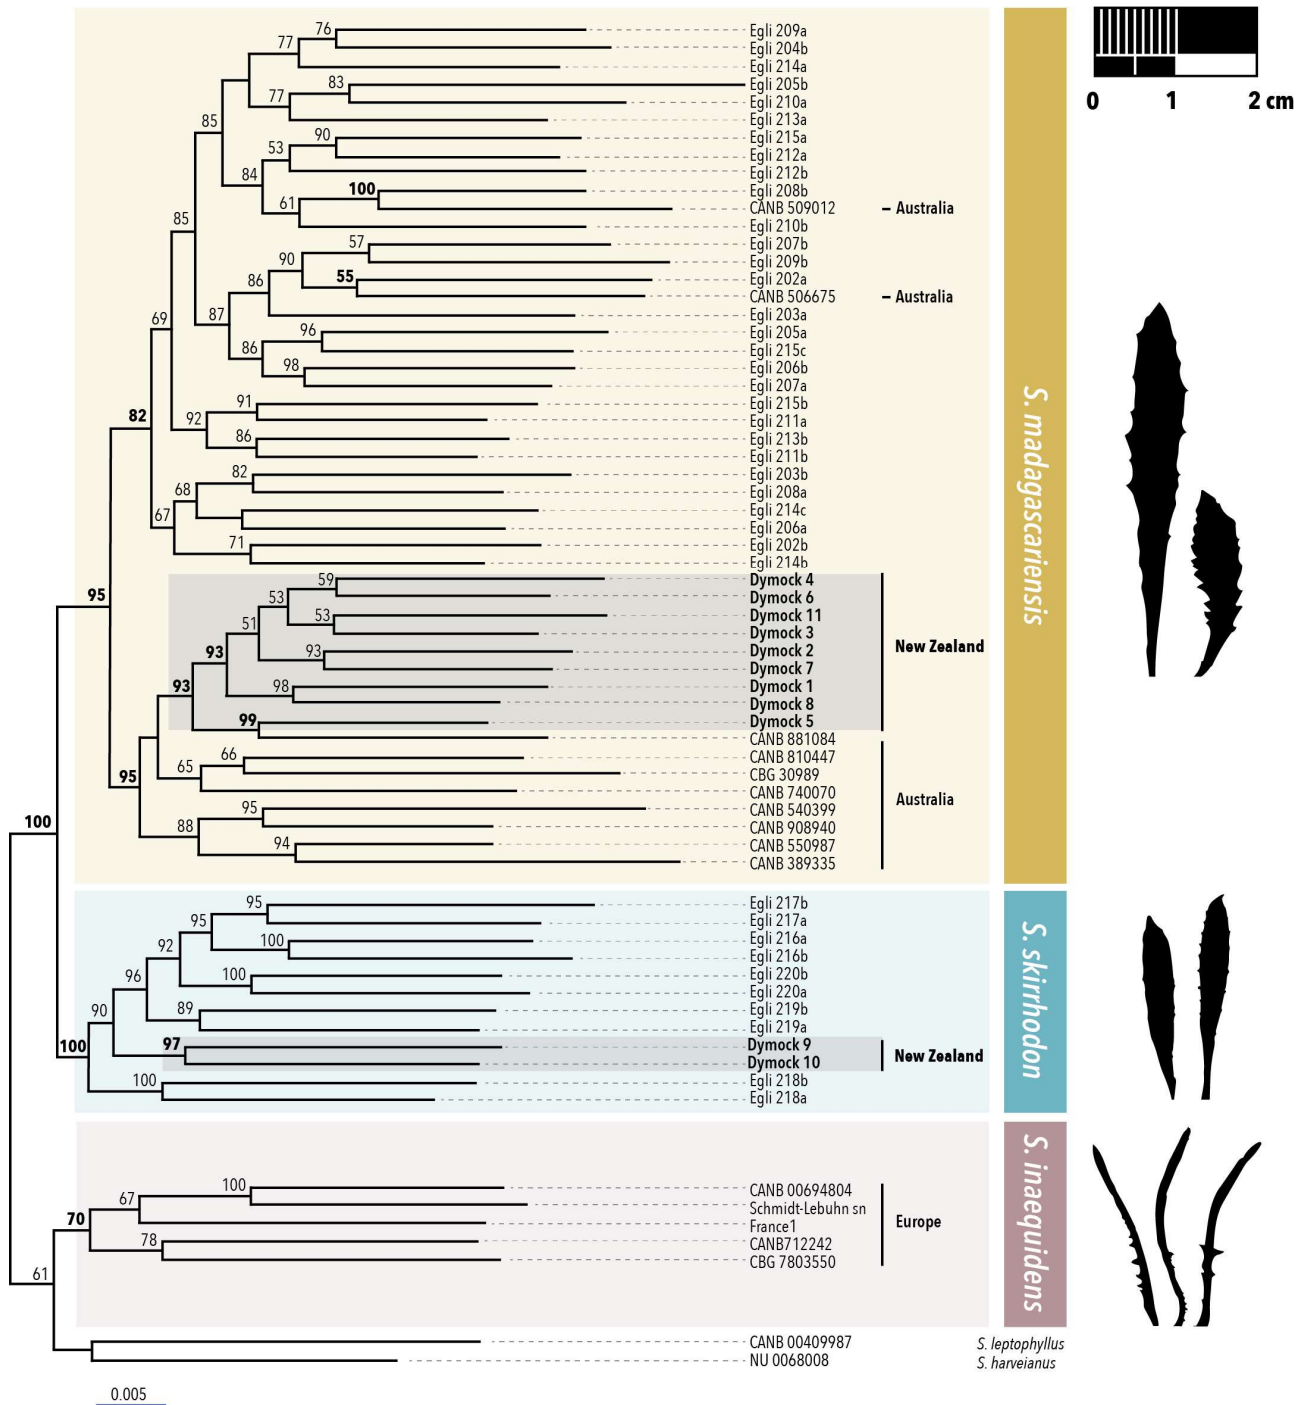 76
77
83
77
85
90
53
84
100
61
85
57
90
86
55
87
96
86
98
69
91
92
86
82
82
68
67
71
95
59
53
53
51
93
93
93
98
99
66
65
95
95
88
94
100
95
95
100
92
100
96
89
90
97
100
100
100
67
70
78
61
Egli 209a
Egli 204b
Egli 214a
Egli 205b
Egli 210a
Egli 213a
Egli 215a
Egli 212a
Egli 212b
Egli 208b
CANB 509012
Egli 210b
Egli 207b
Egli 209b
Egli 202a
CANB 506675
Egli 203a
Egli 205a
Egli 215c
Egli 206b
Egli 207a
Egli 215b
Egli 211a
Egli 213b
Egli 211b
Egli 203b
Egli 208a
Egli 214c
Egli 206a
Egli 202b
Egli 214b
Dymock 4
Dymock 6
Dymock 11
Dymock 3
Dymock 2
Dymock 7
Dymock 1
Dymock 8
Dymock 5
CANB 881084
CANB 810447
CBG 30989
CANB 740070
CANB 540399
CANB 908940
CANB 550987
CANB 389335
Egli 217b
Egli 217a
Egli 216a
Egli 216b
Egli 220b
Egli 220a
Egli 219b
Egli 219a
Dymock 9
Dymock 10
Egli 218b
Egli 218a
CANB 00694804
Schmidt-Lebuhn sn
France1
CANB712242
CBG 7803550
CANB 00409987
NU 0068008
Australia
Australia
New Zealand
Australia
New Zealand
Europe
S. madagascariensis
S. skirrhodon
S. inaequidens
S. leptophyllus
S. harveianus
0 1 2 cm
0.005